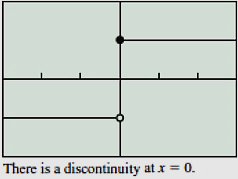 There is a discontinuity at x = 0.